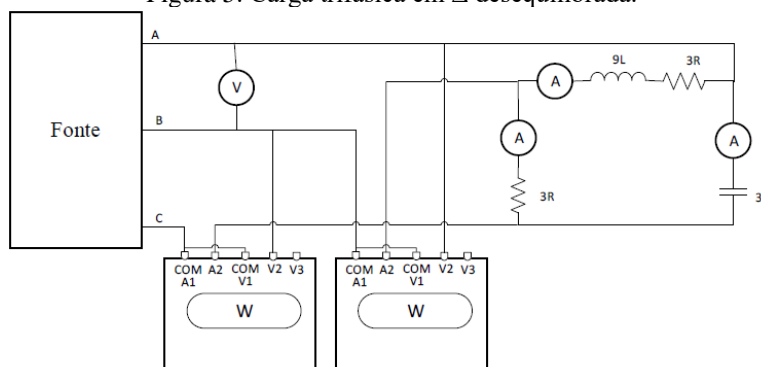 Figura 3. Carga trifásica em Δ desequilibrada.
A
9L
3R
A
V
B
A
A
Fonte
3R
3
C
COM A2 COM V2 V3
A1 V1
W
COM A2 COM V2 V3
A1 V1
W